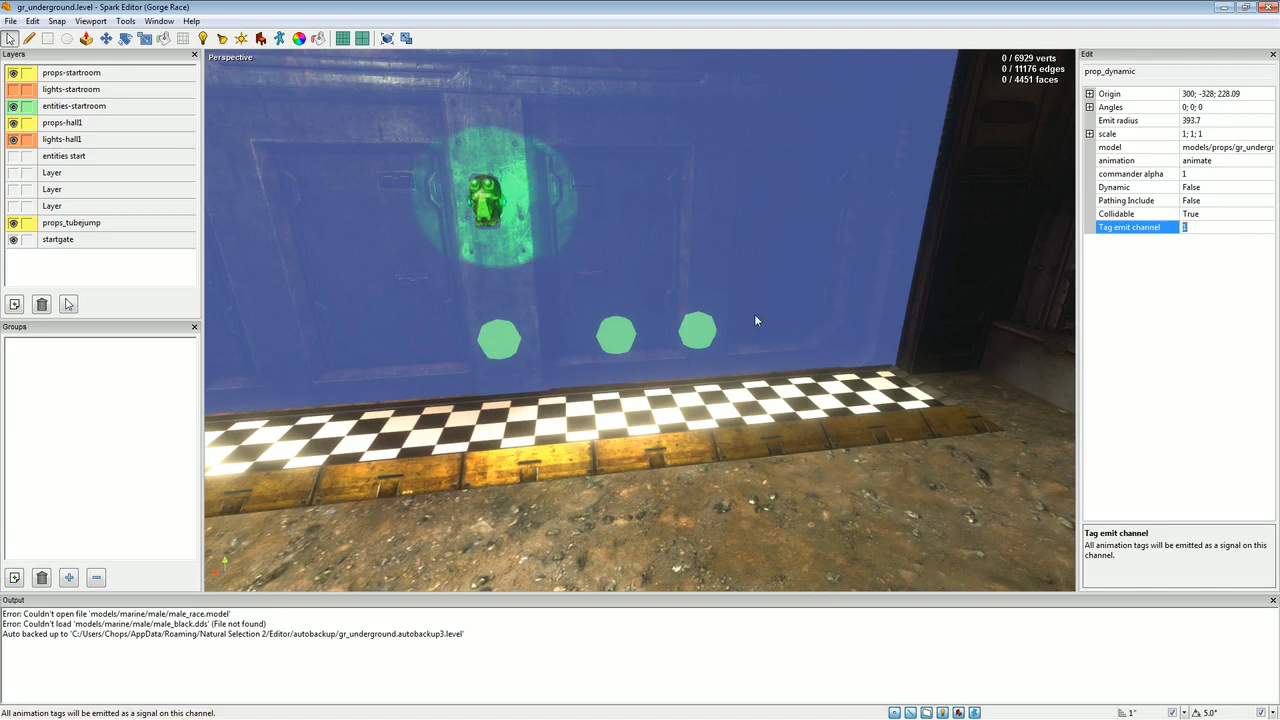 gr_underground.level - Spark Editor (Gorge Race)
File Edit Snap Viewport Tools Window Help
Layers
props-startroom
lights-startroom
entities-startroom
props-hall1
lights-hall1
entities start
Layer
Layer
Layer
props_tubejump
startgate
Groups
Perspective
0 / 6929 verts
0 / 11176 edges
0 / 4451 faces
Edit
prop_dynamic
Origin 300; -328; 228.09
Angles 0; 0; 0
Emit radius 393.7
scale 1; 1; 1
model models/props/gr_undergr
animation animate
commander alpha 1
Dynamic False
Pathing Include False
Collidable True
Tag emit channel 1
Tag emit channel
All animation tags will be emitted as a signal on this
channel.
Output
Error: Couldn't open file 'models/marine/male/male_race.model'
Error: Couldn't load 'models/marine/male/male_black.dds' (File not found)
Auto backed up to 'C:/Users/Chops/AppData/Roaming/Natural Selection 2/Editor/autobackup/gr_underground.autobackup3.level'
All animation tags will be emitted as a signal on this channel.
1"
5.0°